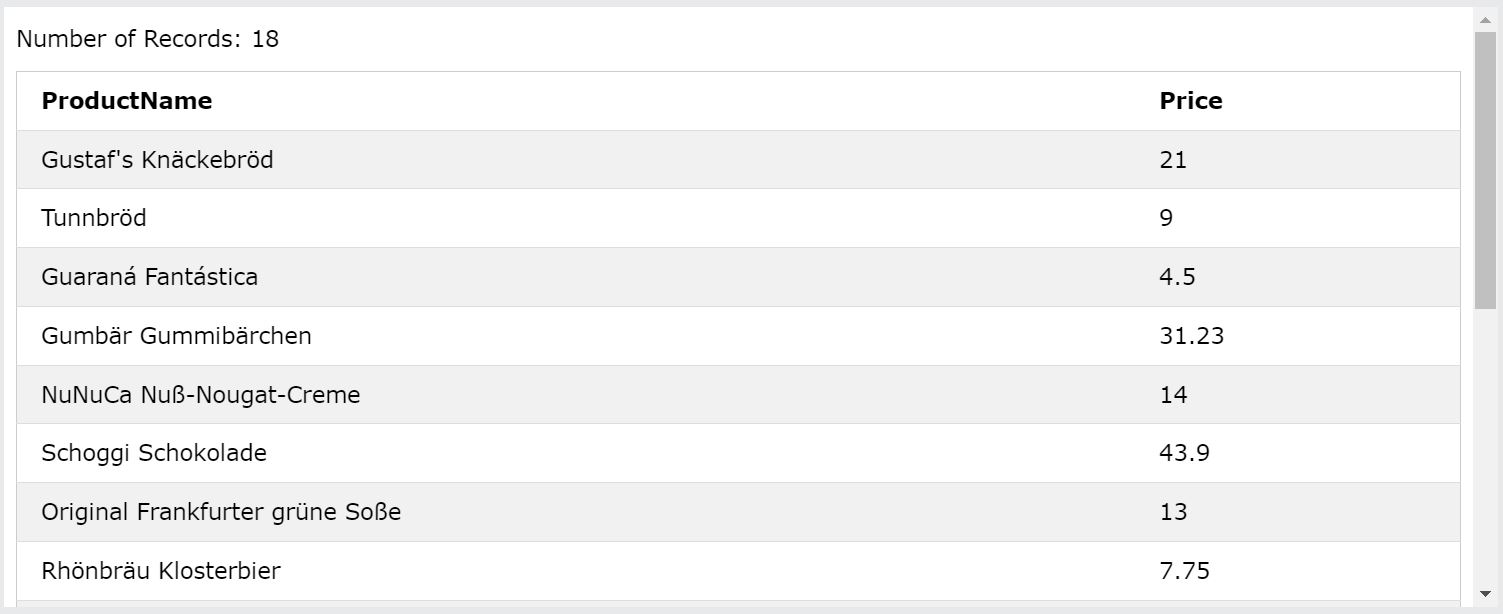 Number of Records: 18
ProductName Price
Gustaf's Knäckebröd 21
Tunnbröd 9
Guaraná Fantástica 4.5
Gumbär Gummibärchen 31.23
NuNuCa Nuß-Nougat-Creme 14
Schoggi Schokolade 43.9
Original Frankfurter grüne Soße 13
Rhönbräu Klosterbier 7.75